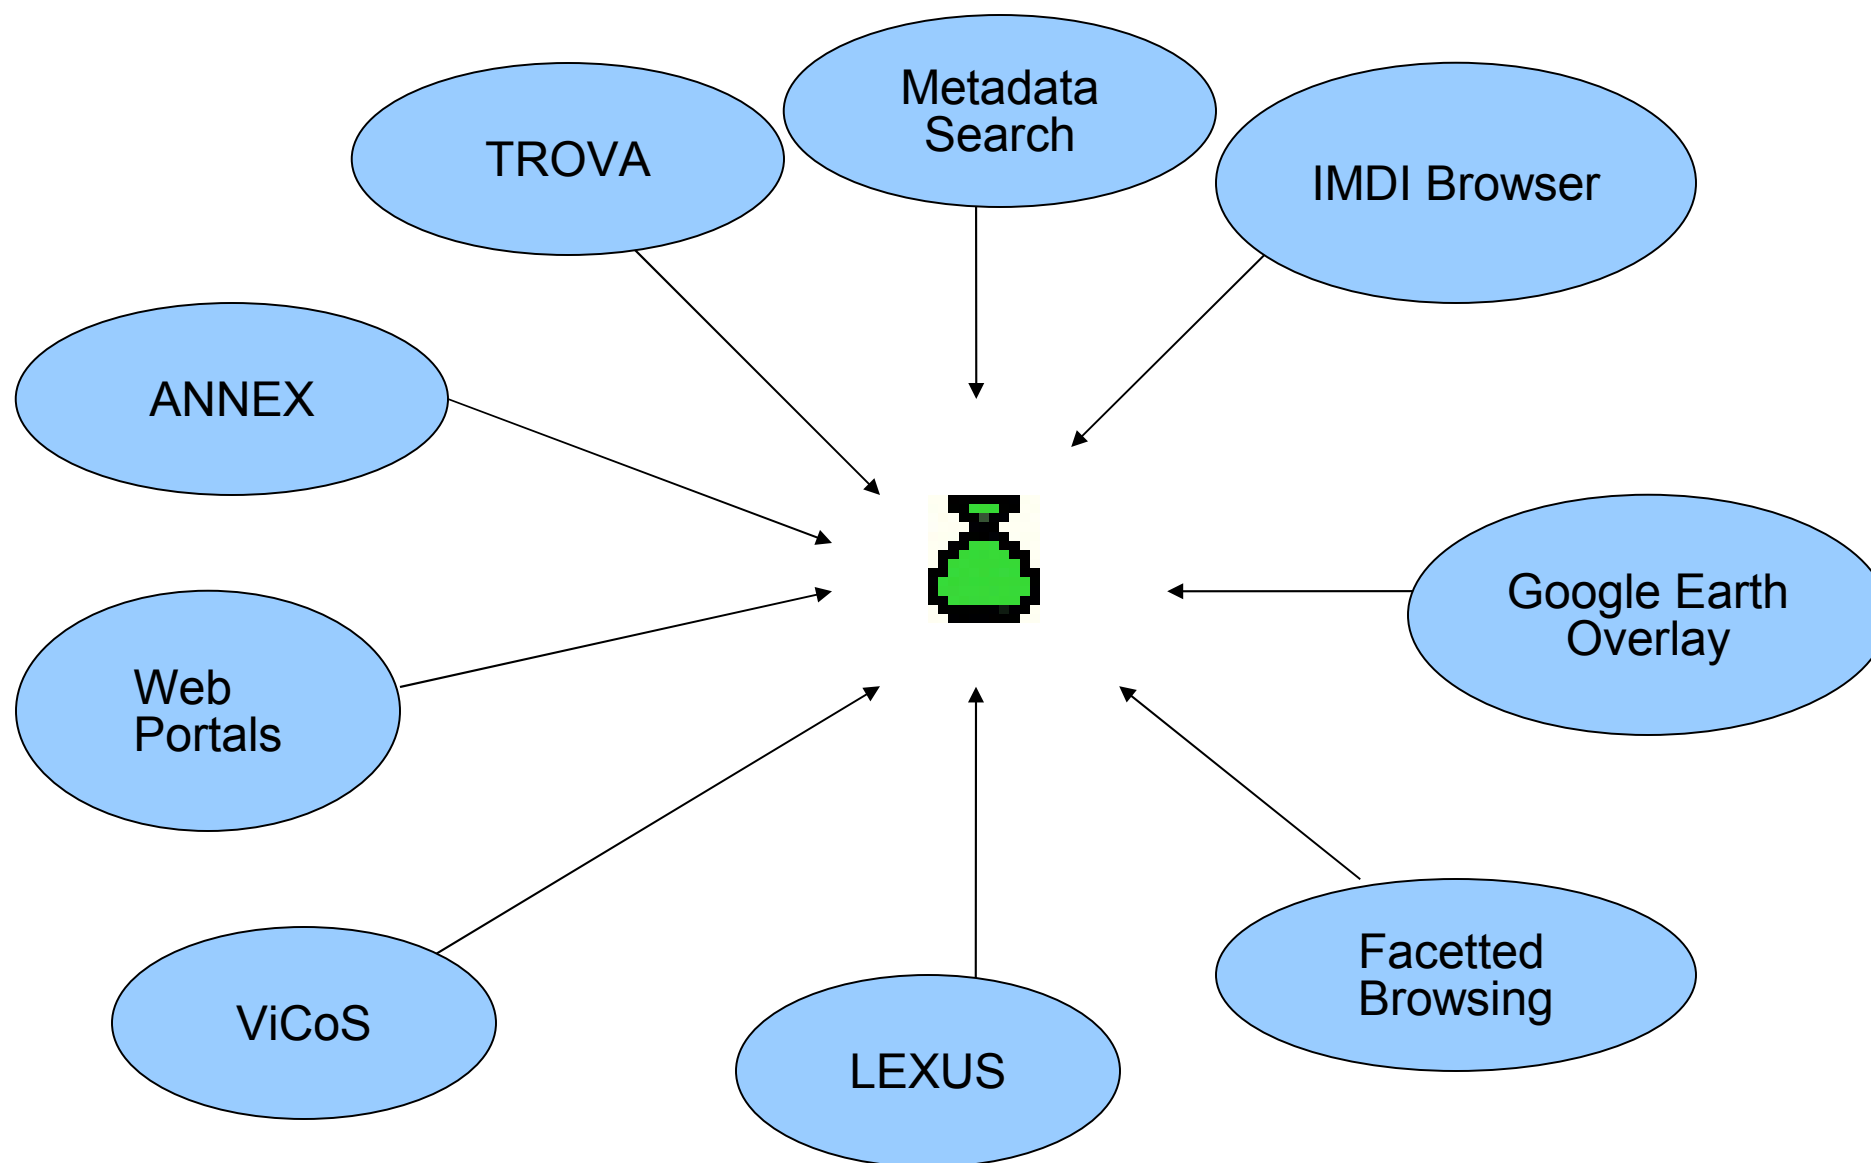 Metadata
Search
TROVA
IMDI Browser
ANNEX
Google Earth
Overlay
Web
Portals
Facetted
Browsing
ViCoS
LEXUS